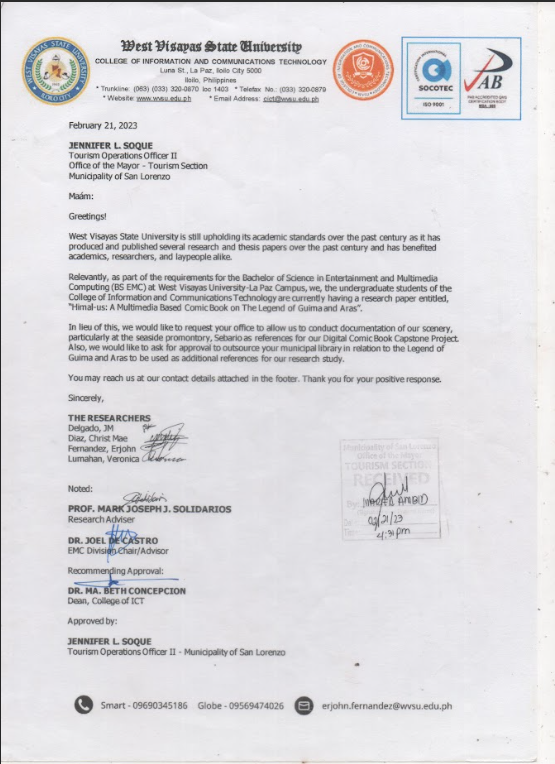 West Visayas State University
COLLEGE OF INFORMATION AND COMMUNICATIONS TECHNOLOGY
Luna St., La Paz, Iloilo City 5000
Iloilo, Philippines
* Trunkline: (063) (033) 320-0870 loc 1403 * Telefax No.: (033) 320-0879
* Website: www.wvsu.edu.ph * Email Address: cict@wvsu.edu.ph
WEST VISAYAS STATE UNIVERSITY
ILOILO CITY
SOCOTEC
ISO 9001
PAB
February 21, 2023
JENNIFER L. SOQUE
Tourism Operations Officer II
Office of the Mayor - Tourism Section
Municipality of San Lorenzo
Maám:
Greetings!
West Visayas State University is still upholding its academic standards over the past century as it has
produced and published several research and thesis papers over the past century and has benefited
academics, researchers, and laypeople alike.
Relevantly, as part of the requirements for the Bachelor of Science in Entertainment and Multimedia
Computing (BS EMC) at West Visayas University-La Paz Campus, we, the undergraduate students of the
College of Information and Communications Technology are currently having a research paper entitled,
"Himal-us: A Multimedia Based Comic Book on The Legend of Guima and Aras".
In lieu of this, we would like to request your office to allow us to conduct documentation of our scenery,
particularly at the seaside promontory, Sebario as references for our Digital Comic Book Capstone Project.
Also, we would like to ask for approval to outsource your municipal library in relation to the Legend of
Guima and Aras to be used as additional references for our research study.
You may reach us at our contact details attached in the footer. Thank you for your positive response.
Sincerely,
THE RESEARCHERS
Delgado, JM
Diaz, Christ Mae
Fernandez, Erjohn
Lumahan, Veronica
Noted:
PROF. MARK JOSEPH J. SOLIDARIOS
Research Adviser
DR. JOEL DE CASTRO
EMC Division Chair/Advisor
Recommending Approval:
DR. MA. BETH CONCEPCION
Dean, College of ICT
Approved by:
JENNIFER L. SOQUE
Tourism Operations Officer II - Municipality of San Lorenzo
Municipality of San Lorenzo
Office of the Mayor
TOURISM SECTION
RECEIVED
02/21/23
4:31 pm
Smart - 09690345186 Globe - 09569474026 erjohn.fernandez@wvsu.edu.ph